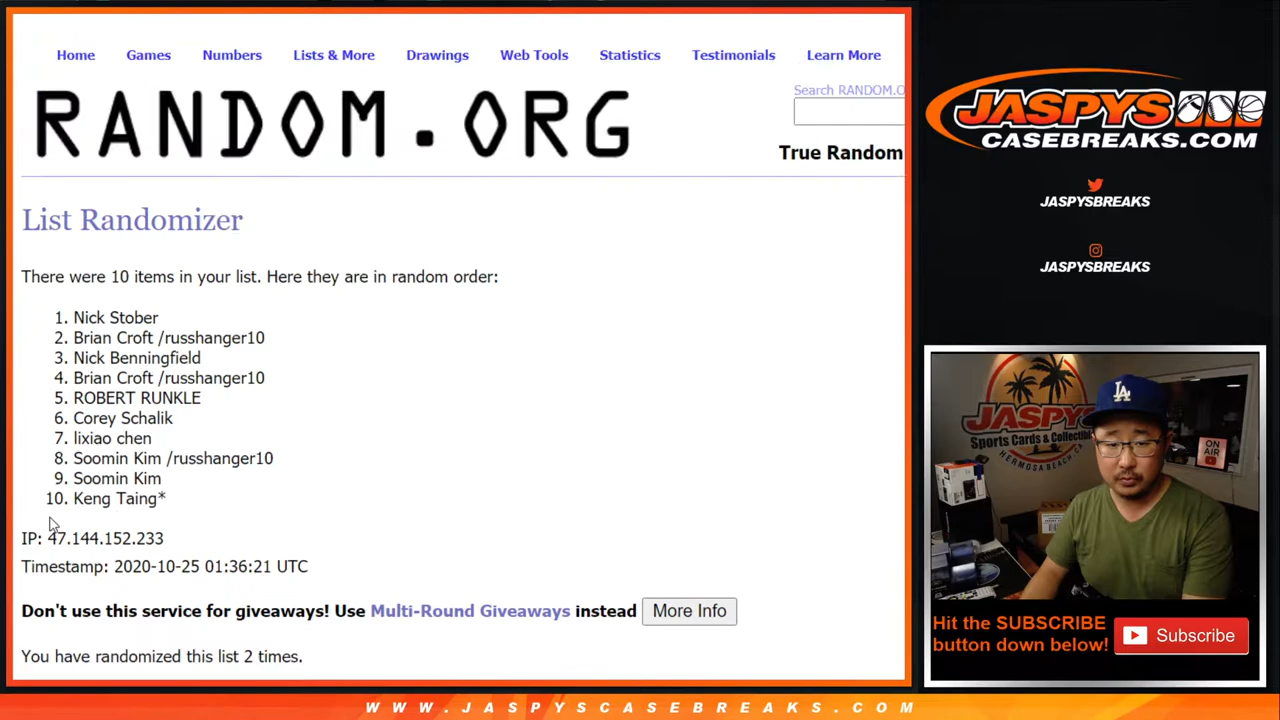 Home Games Numbers Lists & More Drawings Web Tools Statistics Testimonials Learn More
RANDOM.ORG
Search RANDOM.O
True Random
List Randomizer
There were 10 items in your list. Here they are in random order:
1. Nick Stober
2. Brian Croft /russhanger10
3. Nick Benningfield
4. Brian Croft /russhanger10
5. ROBERT RUNKLE
6. Corey Schalik
7. lixiao chen
8. Soomin Kim /russhanger10
9. Soomin Kim
10. Keng Taing*
IP: 47.144.152.233
Timestamp: 2020-10-25 01:36:21 UTC
Don't use this service for giveaways! Use Multi-Round Giveaways instead More Info
You have randomized this list 2 times.
JASPYS
CASEBREAKS.COM
JASPYSBREAKS
JASPYSBREAKS
JASPYS
Sports Cards & Collectibl
HERMOSA BEACH, CA
LA
ON AIR
Hit the SUBSCRIBE
button down below!
Subscribe
WWW.JASPYSCASEBREAKS.COM